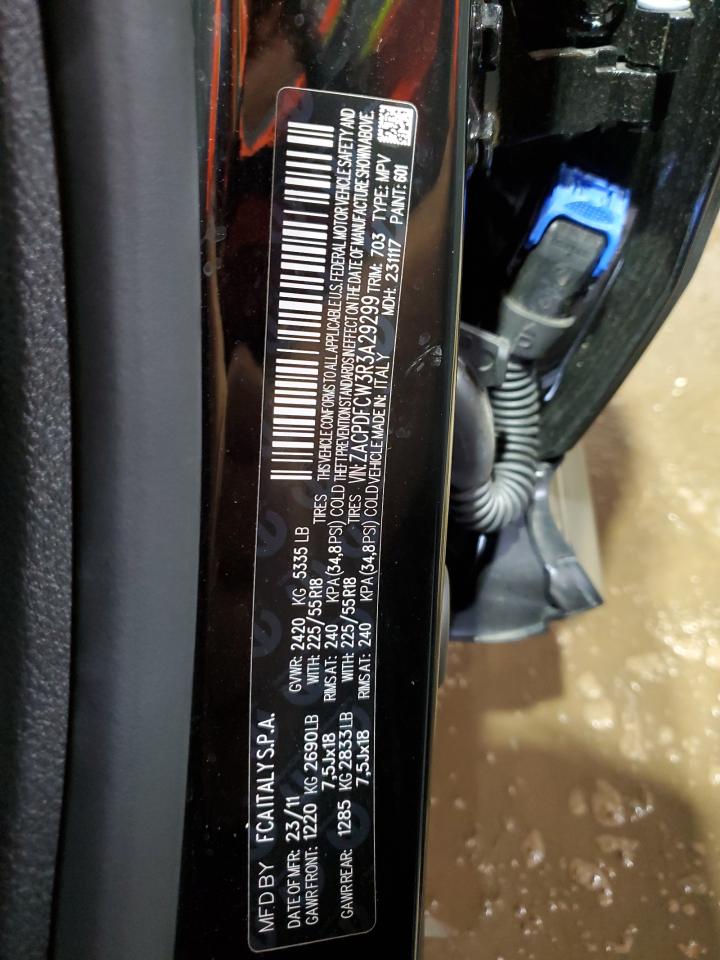 MFD BY FCA ITALY S.P.A.
DATE OF MFR: 23/11 GVWR: 2420 KG 5335 LB
GAWR FRONT: 1220 KG 2690LB WITH: 225/55R18 TIRES THIS VEHICLE CONFORMS TO ALL APPLICABLE U.S. FEDERAL MOTOR VEHICLE SAFETY AND
7,5Jx18 RIMS AT: 240 KPA(34,8PSI) COLD THEFT PREVENTION STANDARDS IN EFFECT ON THE DATE OF MANUFACTURE SHOWN ABOVE.
GAWR REAR: 1285 KG 2833LB WITH: 225/55R18 TIRES VIN: ZACPDFCW3R3A29299 TRIM: 703 TYPE: MPV
7,5Jx18 RIMS AT: 240 KPA(34,8PSI) COLD VEHICLE MADE IN: ITALY MDH: 231117 PAINT: 601